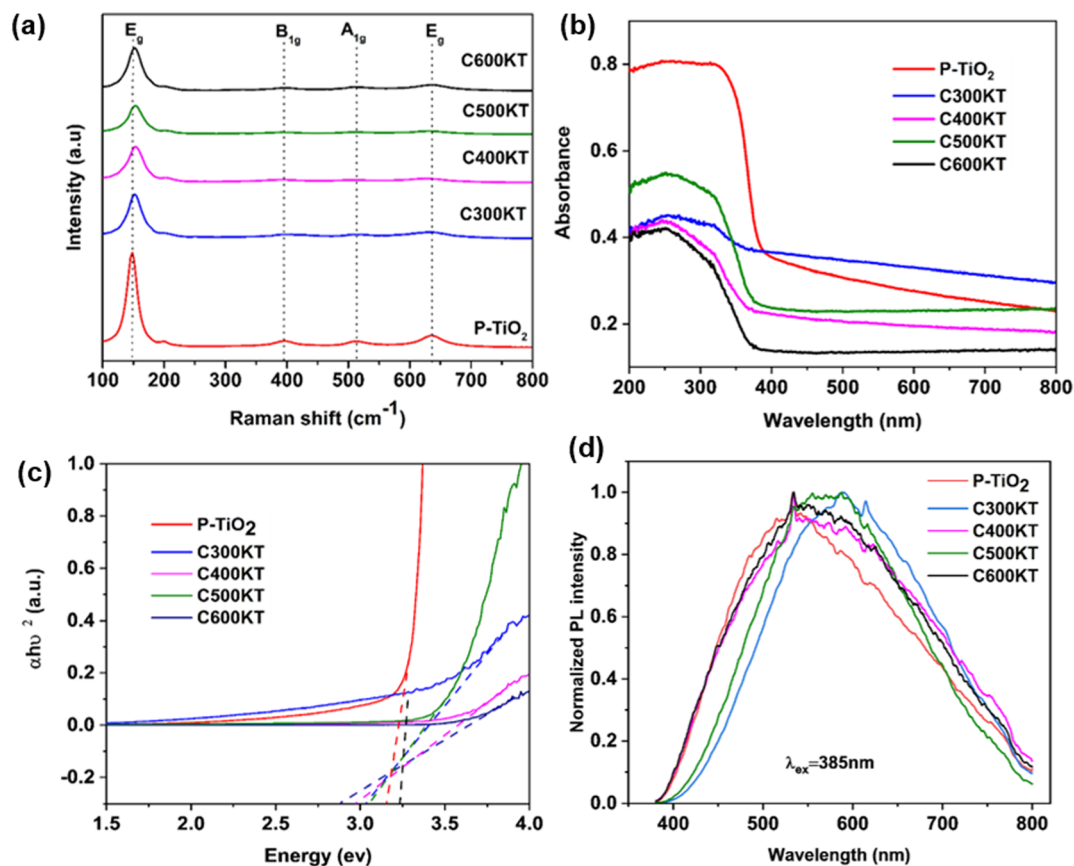 (a)
E_g
B_1g
A_1g
E_g
C600KT
C500KT
C400KT
C300KT
P-TiO₂
Intensity (a.u)
100 200 300 400 500 600 700 800
Raman shift (cm⁻¹)
(b)
0.8
0.6
0.4
0.2
Absorbance
P-TiO₂
C300KT
C400KT
C500KT
C600KT
200 300 400 500 600 700 800
Wavelength (nm)
(c)
1.0
0.8
0.6
0.4
0.2
0.0
-0.2
αhυ ² (a.u.)
P-TiO₂
C300KT
C400KT
C500KT
C600KT
1.5 2.0 2.5 3.0 3.5 4.0
Energy (ev)
(d)
1.0
0.8
0.6
0.4
0.2
0.0
Normalized PL intensity
P-TiO₂
C300KT
C400KT
C500KT
C600KT
λ_ex=385nm
400 500 600 700 800
Wavelength (nm)